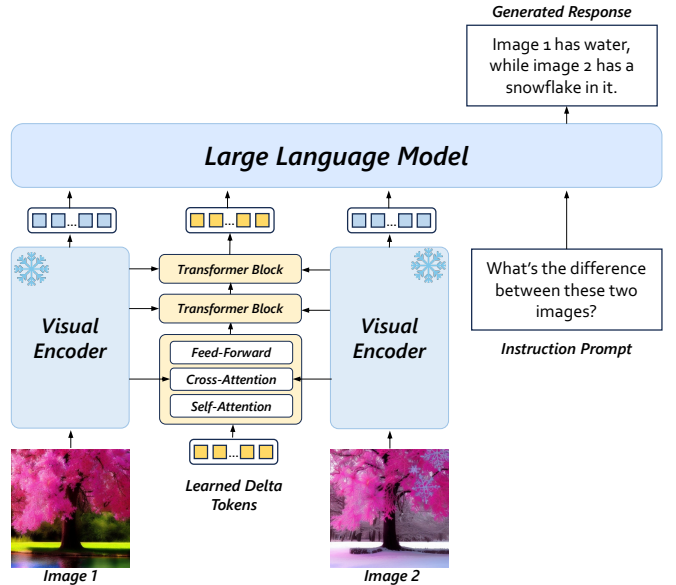 Generated Response
Image 1 has water,
while image 2 has a
snowflake in it.
Large Language Model
...
...
...
Transformer Block
Transformer Block
Visual
Encoder
Feed-Forward
Cross-Attention
Self-Attention
Visual
Encoder
What's the difference
between these two
images?
Instruction Prompt
...
Learned Delta
Tokens
Image 1
Image 2